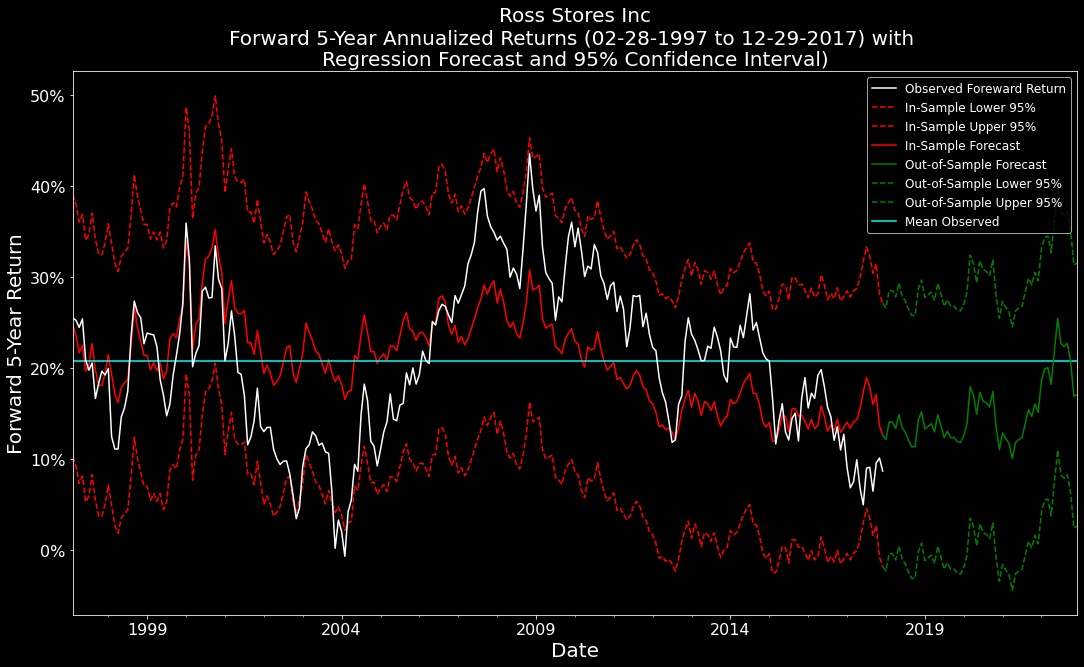 Ross Stores Inc
Forward 5-Year Annualized Returns (02-28-1997 to 12-29-2017) with
Regression Forecast and 95% Confidence Interval)
Forward 5-Year Return
50%
40%
30%
20%
10%
0%
Observed Foreward Return
In-Sample Lower 95%
In-Sample Upper 95%
In-Sample Forecast
Out-of-Sample Forecast
Out-of-Sample Lower 95%
Out-of-Sample Upper 95%
Mean Observed
1999
2004
2009
2014
2019
Date